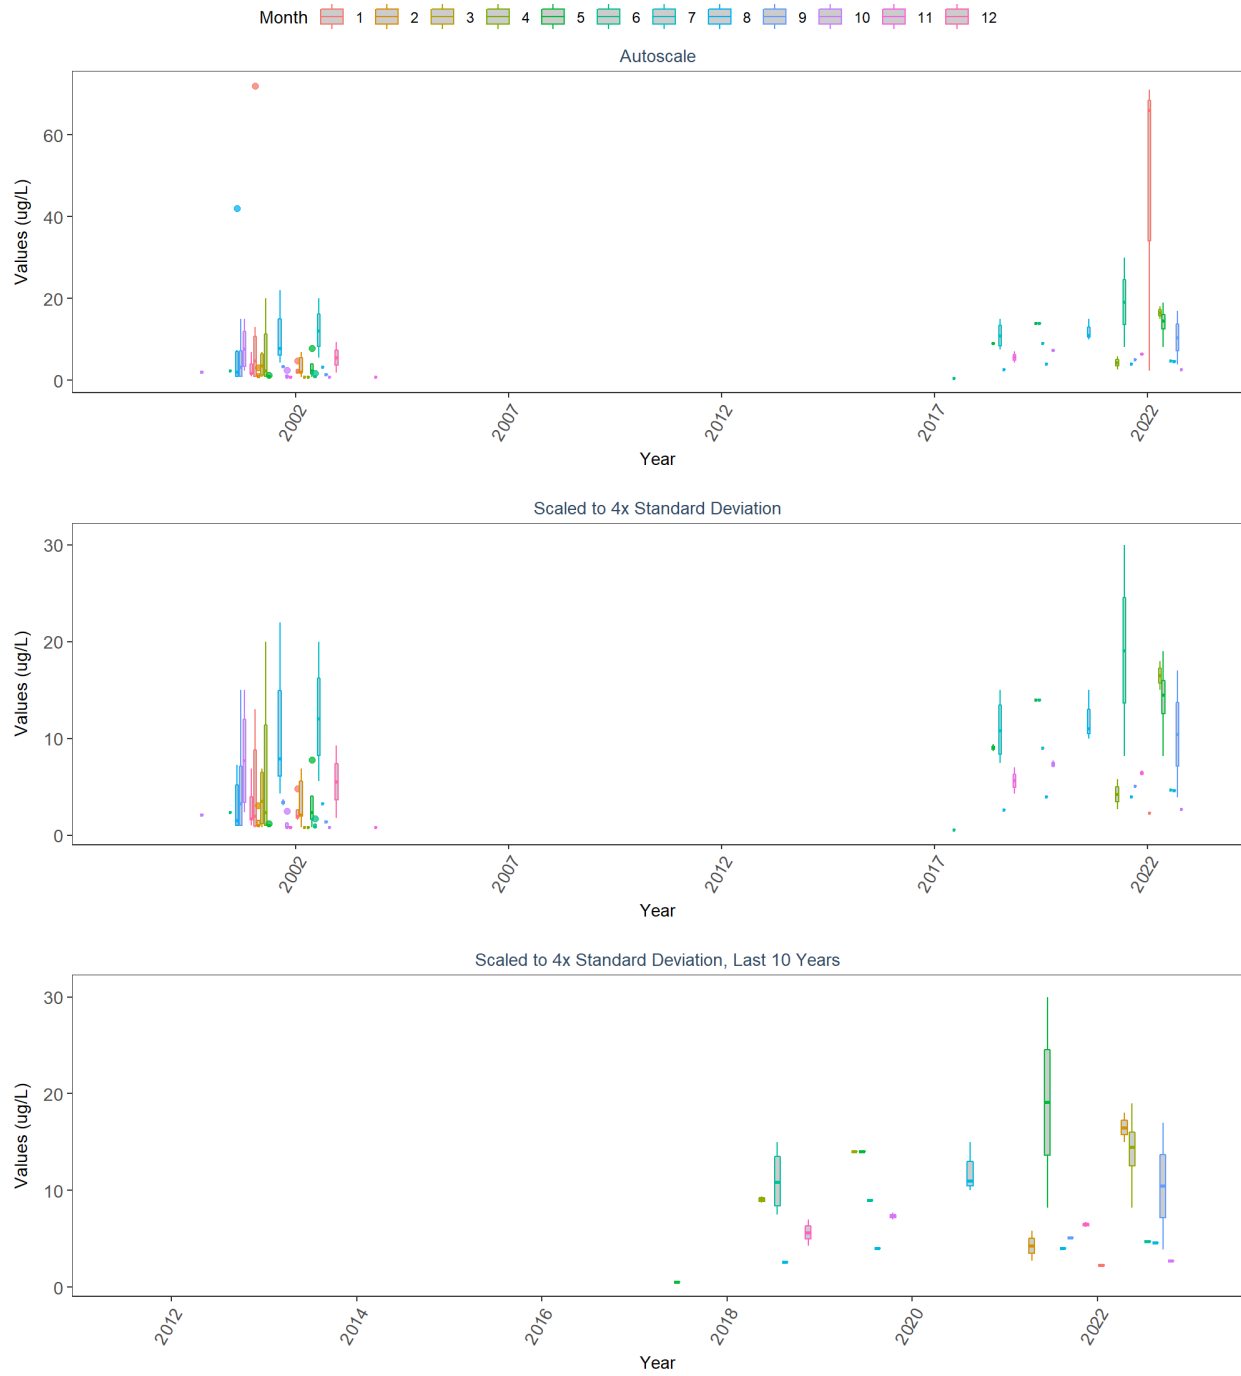 Month 1 2 3 4 5 6 7 8 9 10 11 12
Autoscale
Values (ug/L)
60
40
20
0
2002 2007 2012 2017 2022
Year
Scaled to 4x Standard Deviation
Values (ug/L)
30
20
10
0
2002 2007 2012 2017 2022
Year
Scaled to 4x Standard Deviation, Last 10 Years
Values (ug/L)
30
20
10
0
2012 2014 2016 2018 2020 2022
Year